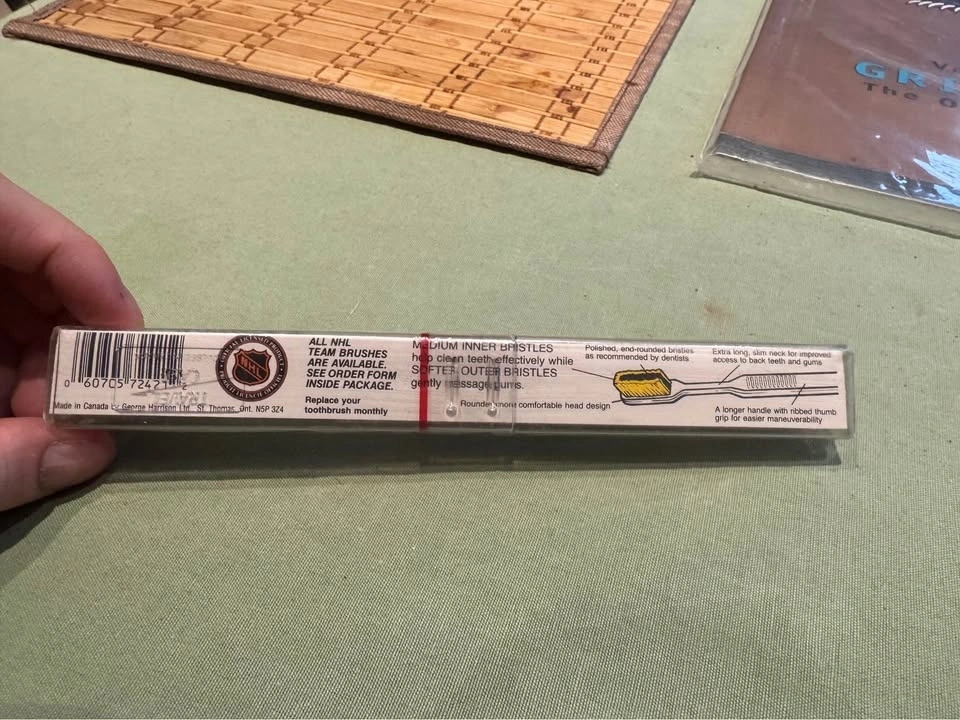 GR
The O
0 60705 72421 2
Made in Canada by George Harrison Ltd., St. Thomas, Ont. N5P 3Z4
NHL
ALL NHL
TEAM BRUSHES
ARE AVAILABLE.
SEE ORDER FORM
INSIDE PACKAGE.
Replace your
toothbrush monthly
MEDIUM INNER BRISTLES
help clean teeth effectively while
SOFTER OUTER BRISTLES
gently massage gums.
Rounded more comfortable head design
Polished, end-rounded bristles
as recommended by dentists
Extra long, slim neck for improved
access to back teeth and gums
A longer handle with ribbed thumb
grip for easier maneuverability